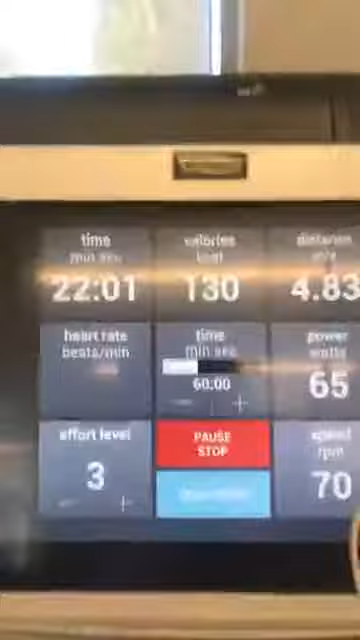 time
min sec
22:01
calories
kcal
130
distance
4.83
heart rate
beats/min
time
min sec
60.00
power
watts
65
effort level
3
PAUSE
STOP
speed
rpm
70